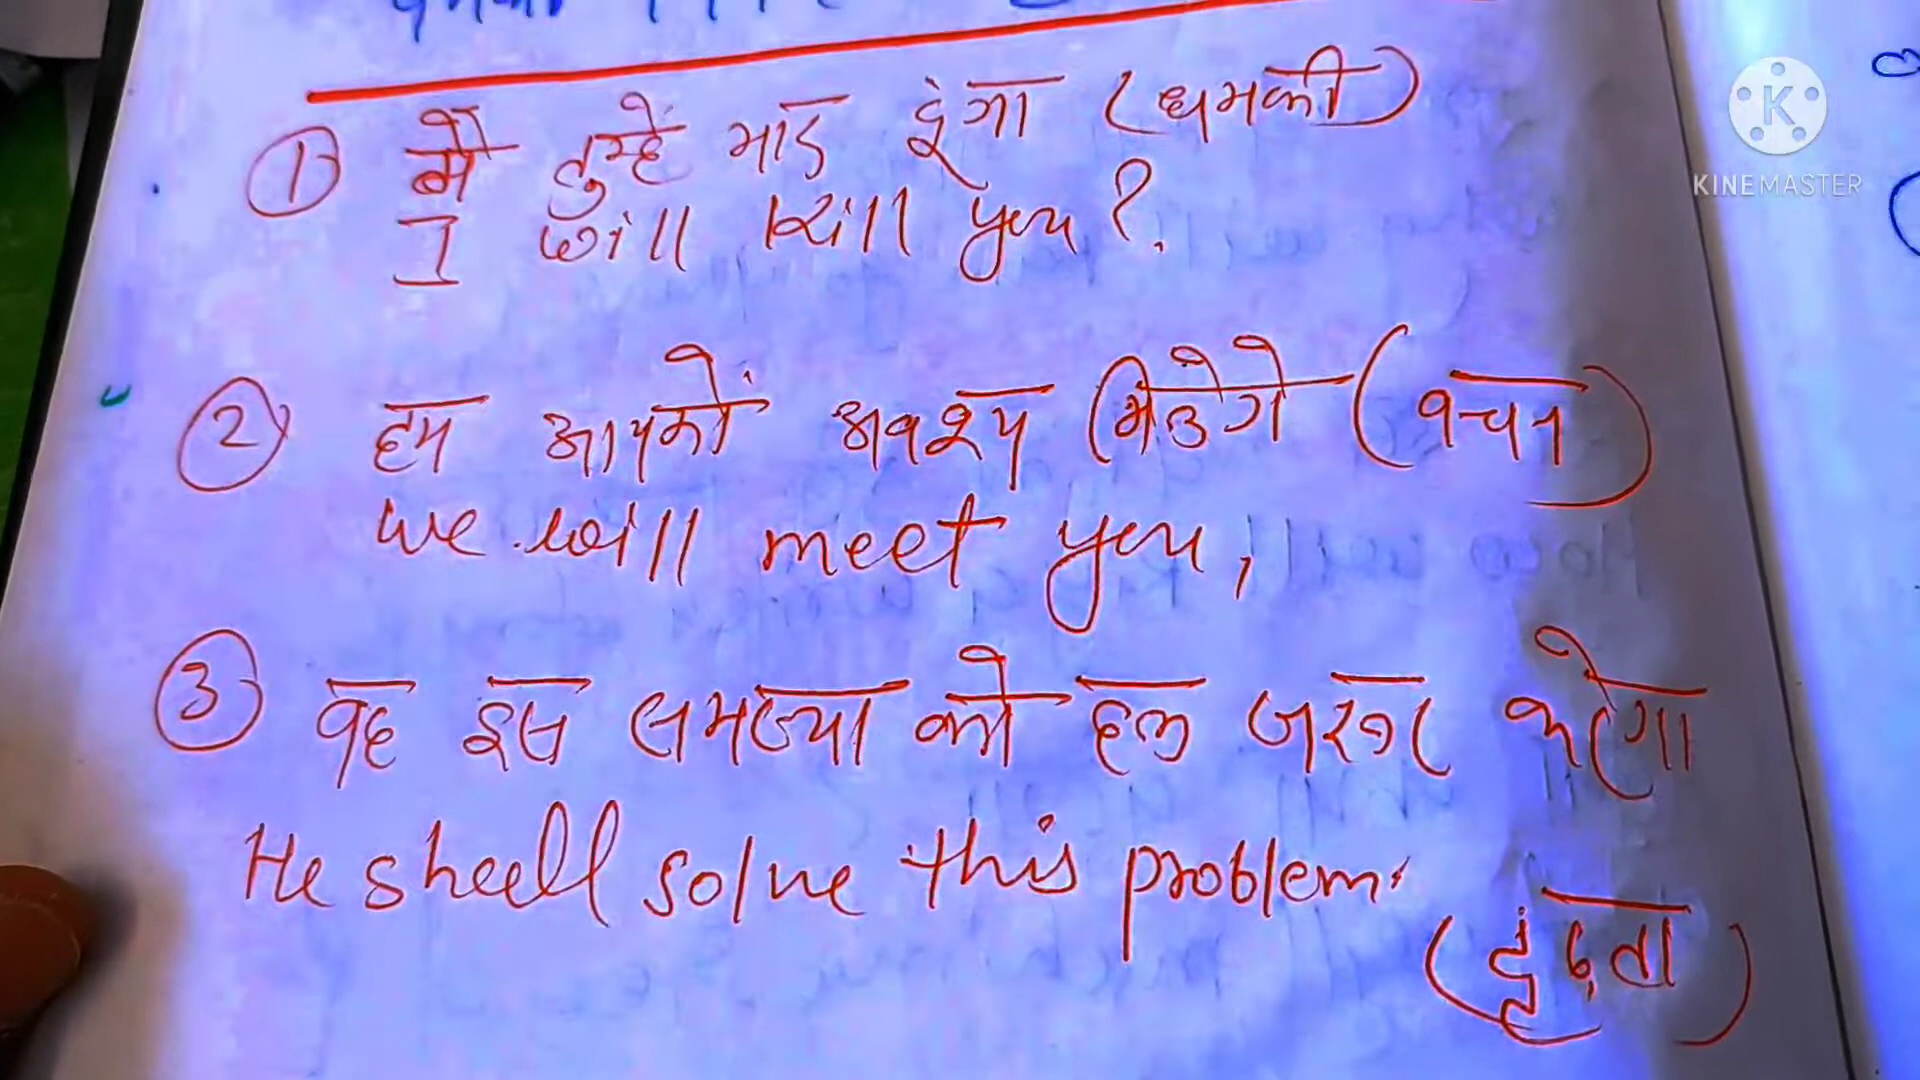 ① मै तुम्हे मार दूंगा (धमकी)
I will kill you?.
② हम आपकों अवश्य मिलेगे (वचन)
we will meet you,
③ वह इस समस्या को हल जरूर करेगा
He shall solve this problem.
(दृंढ़ता)
KINEMASTER